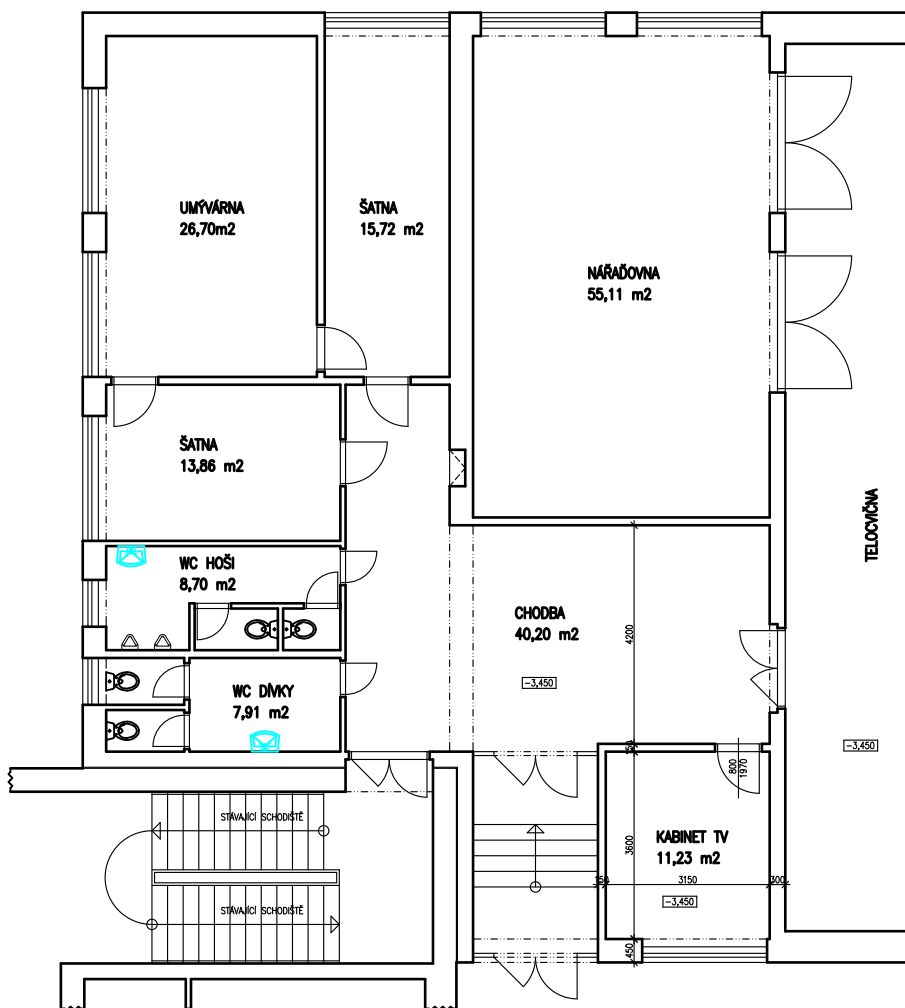 UMÝVÁRNA
26,70m2
ŠATNA
15,72 m2
NÁŘAĎOVNA
55,11 m2
ŠATNA
13,86 m2
TELOCVIČNA
WC HOŠI
8,70 m2
CHODBA
40,20 m2
4200
-3,450
WC DÍVKY
7,91 m2
-3,450
150
800
1970
STÁVAJÍCÍ SCHODIŠTĚ
KABINET TV
11,23 m2
3600
150
3150
300
-3,450
STÁVAJÍCÍ SCHODIŠTĚ
450